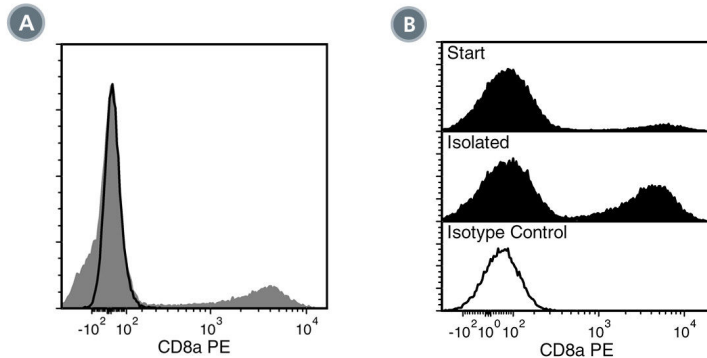 A
B
Start
Isolated
Isotype Control
-10² 10² 10³ 10⁴
CD8a PE
-10² 10⁰ 10² 10³ 10⁴
CD8a PE